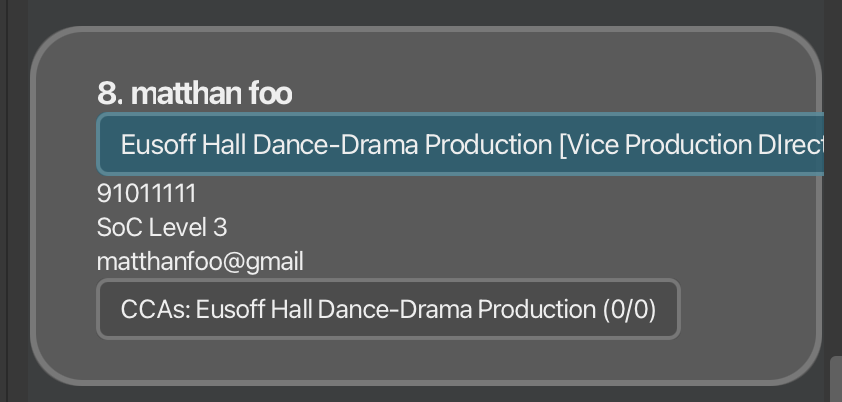 8. matthan foo
Eusoff Hall Dance-Drama Production [Vice Production DIrect
91011111
SoC Level 3
matthanfoo@gmail
CCAs: Eusoff Hall Dance-Drama Production (0/0)